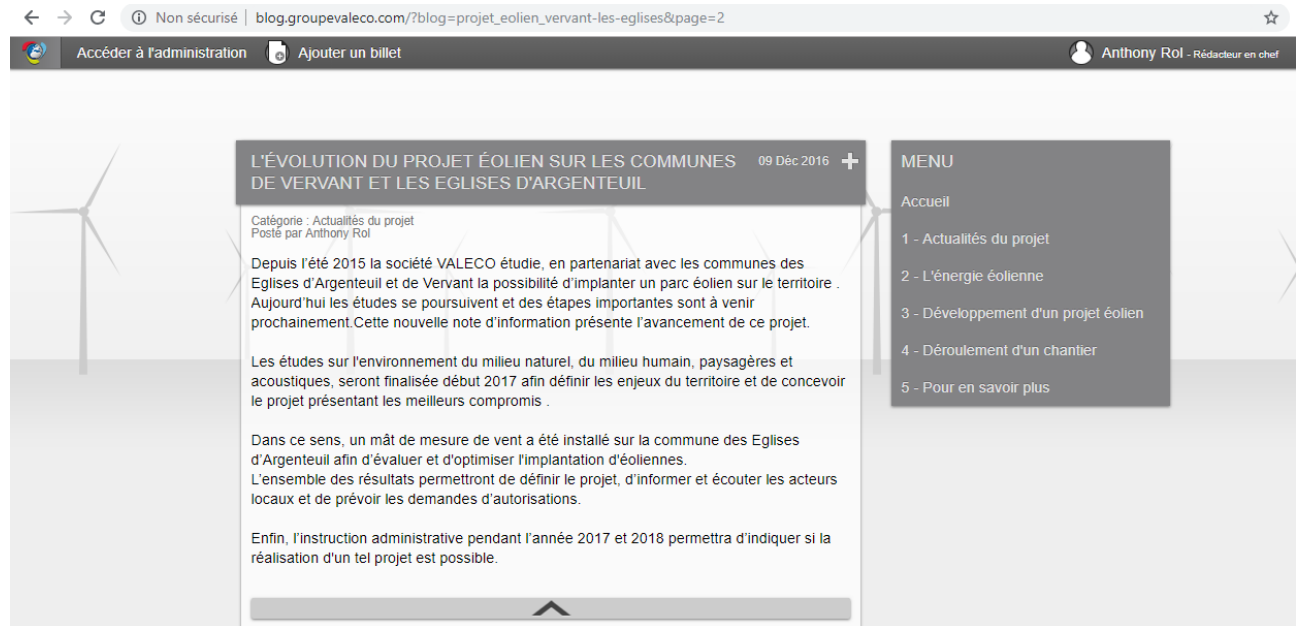 Non sécurisé | blog.groupevaleco.com/?blog=projet_eolien_vervant-les-eglises&page=2
Accéder à l'administration Ajouter un billet Anthony Rol - Rédacteur en chef
L'ÉVOLUTION DU PROJET ÉOLIEN SUR LES COMMUNES 09 Déc 2016
DE VERVANT ET LES EGLISES D'ARGENTEUIL
Catégorie : Actualités du projet
Posté par Anthony Rol
Depuis l'été 2015 la société VALECO étudie, en partenariat avec les communes des
Eglises d'Argenteuil et de Vervant la possibilité d'implanter un parc éolien sur le territoire .
Aujourd'hui les études se poursuivent et des étapes importantes sont à venir
prochainement.Cette nouvelle note d'information présente l'avancement de ce projet.
Les études sur l'environnement du milieu naturel, du milieu humain, paysagères et
acoustiques, seront finalisée début 2017 afin définir les enjeux du territoire et de concevoir
le projet présentant les meilleurs compromis .
Dans ce sens, un mât de mesure de vent a été installé sur la commune des Eglises
d'Argenteuil afin d'évaluer et d'optimiser l'implantation d'éoliennes.
L'ensemble des résultats permettront de définir le projet, d'informer et écouter les acteurs
locaux et de prévoir les demandes d'autorisations.
Enfin, l'instruction administrative pendant l'année 2017 et 2018 permettra d'indiquer si la
réalisation d'un tel projet est possible.
MENU
Accueil
1 - Actualités du projet
2 - L'énergie éolienne
3 - Développement d'un projet éolien
4 - Déroulement d'un chantier
5 - Pour en savoir plus